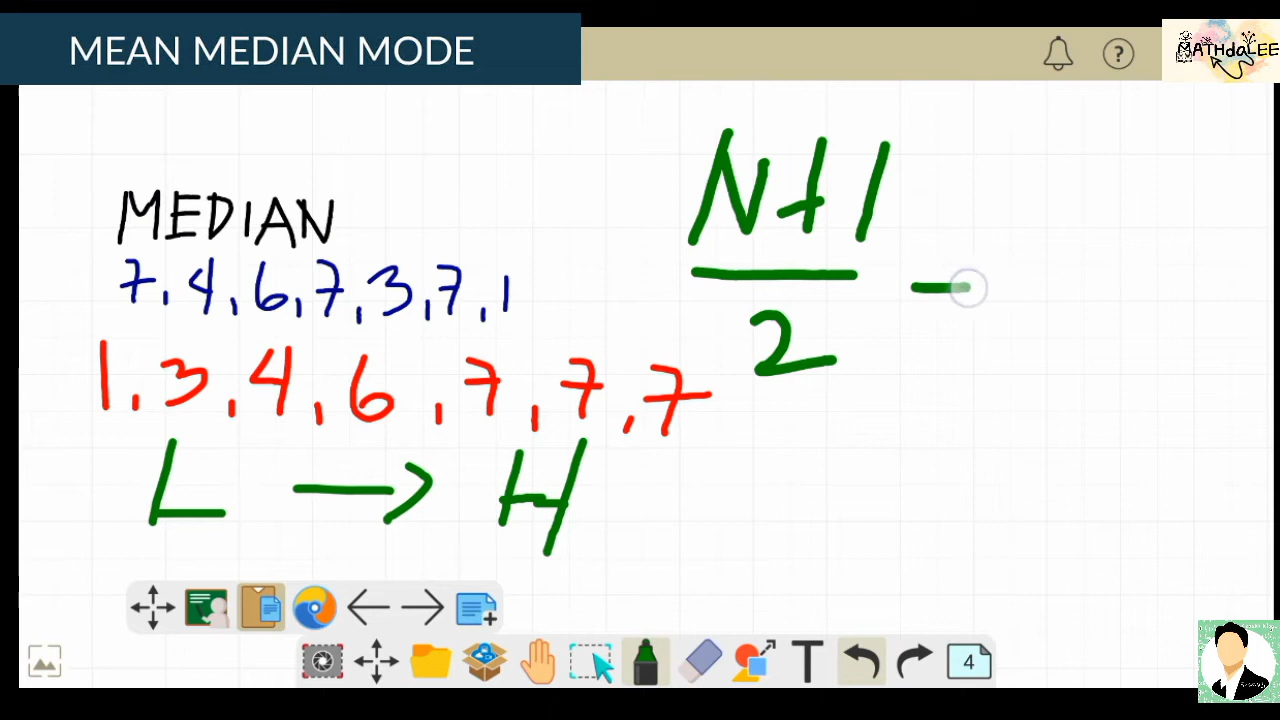 MEAN MEDIAN MODE
MATHdaLEE
?
MEDIAN
7, 4, 6, 7, 3, 7, 1
1, 3, 4, 6, 7, 7, 7
L → H
N+1
2
T
4